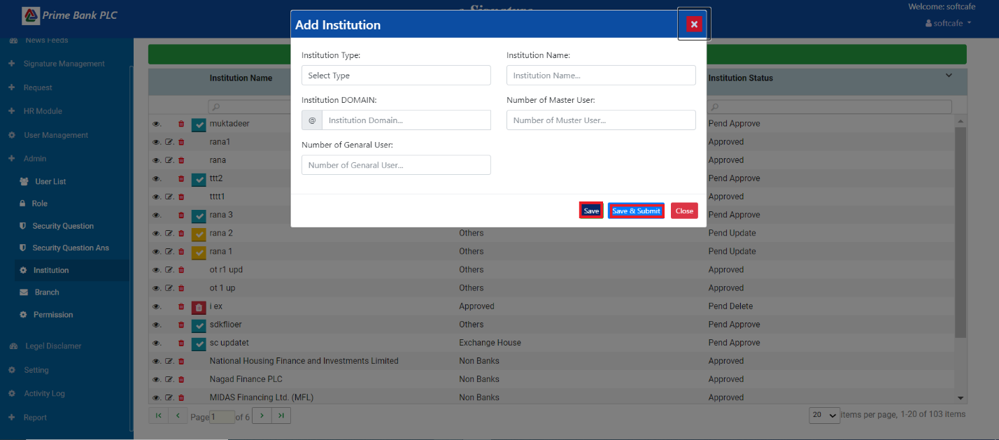 Prime Bank PLC
e-Signature
Welcome: softcafe
softcafe
News Feeds
Signature Management
Request
HR Module
User Management
Admin
User List
Role
Security Question
Security Question Ans
Institution
Branch
Permission
Legel Disclamer
Setting
Activity Log
Report
Add Institution
Institution Type:
Select Type
Institution Name:
Institution Name...
Institution DOMAIN:
@ Institution Domain...
Number of Master User:
Number of Muster User...
Number of Genaral User:
Number of Genaral User...
Save Save & Submit Close
Institution Name Institution Status
muktadeer Pend Approve
rana1 Approved
rana Approved
ttt2 Pend Approve
tttt1 Approved
rana 3 Pend Approve
rana 2 Others Pend Update
rana 1 Others Pend Update
ot r1 upd Others Approved
ot 1 up Others Approved
i ex Approved Pend Delete
sdkflioer Others Pend Approve
sc updatet Exchange House Pend Approve
National Housing Finance and Investments Limited Non Banks Approved
Nagad Finance PLC Non Banks Approved
MIDAS Financing Ltd. (MFL) Non Banks Approved
Page 1 of 6
20 items per page, 1-20 of 103 items